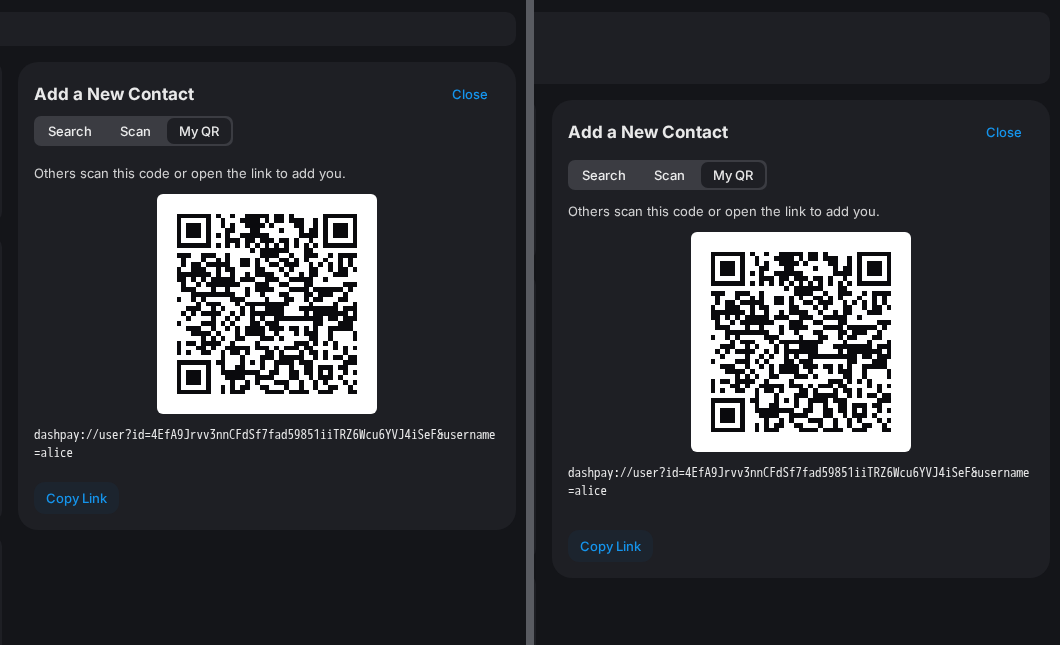 Add a New Contact
Close
Search
Scan
My QR
Others scan this code or open the link to add you.
dashpay://user?id=4EfA9Jrvv3nnCFdSf7fad59851iiTRZ6Wcu6YVJ4iSeF&username
=alice
Copy Link
Add a New Contact
Close
Search
Scan
My QR
Others scan this code or open the link to add you.
dashpay://user?id=4EfA9Jrvv3nnCFdSf7fad59851iiTRZ6Wcu6YVJ4iSeF&username
=alice
Copy Link